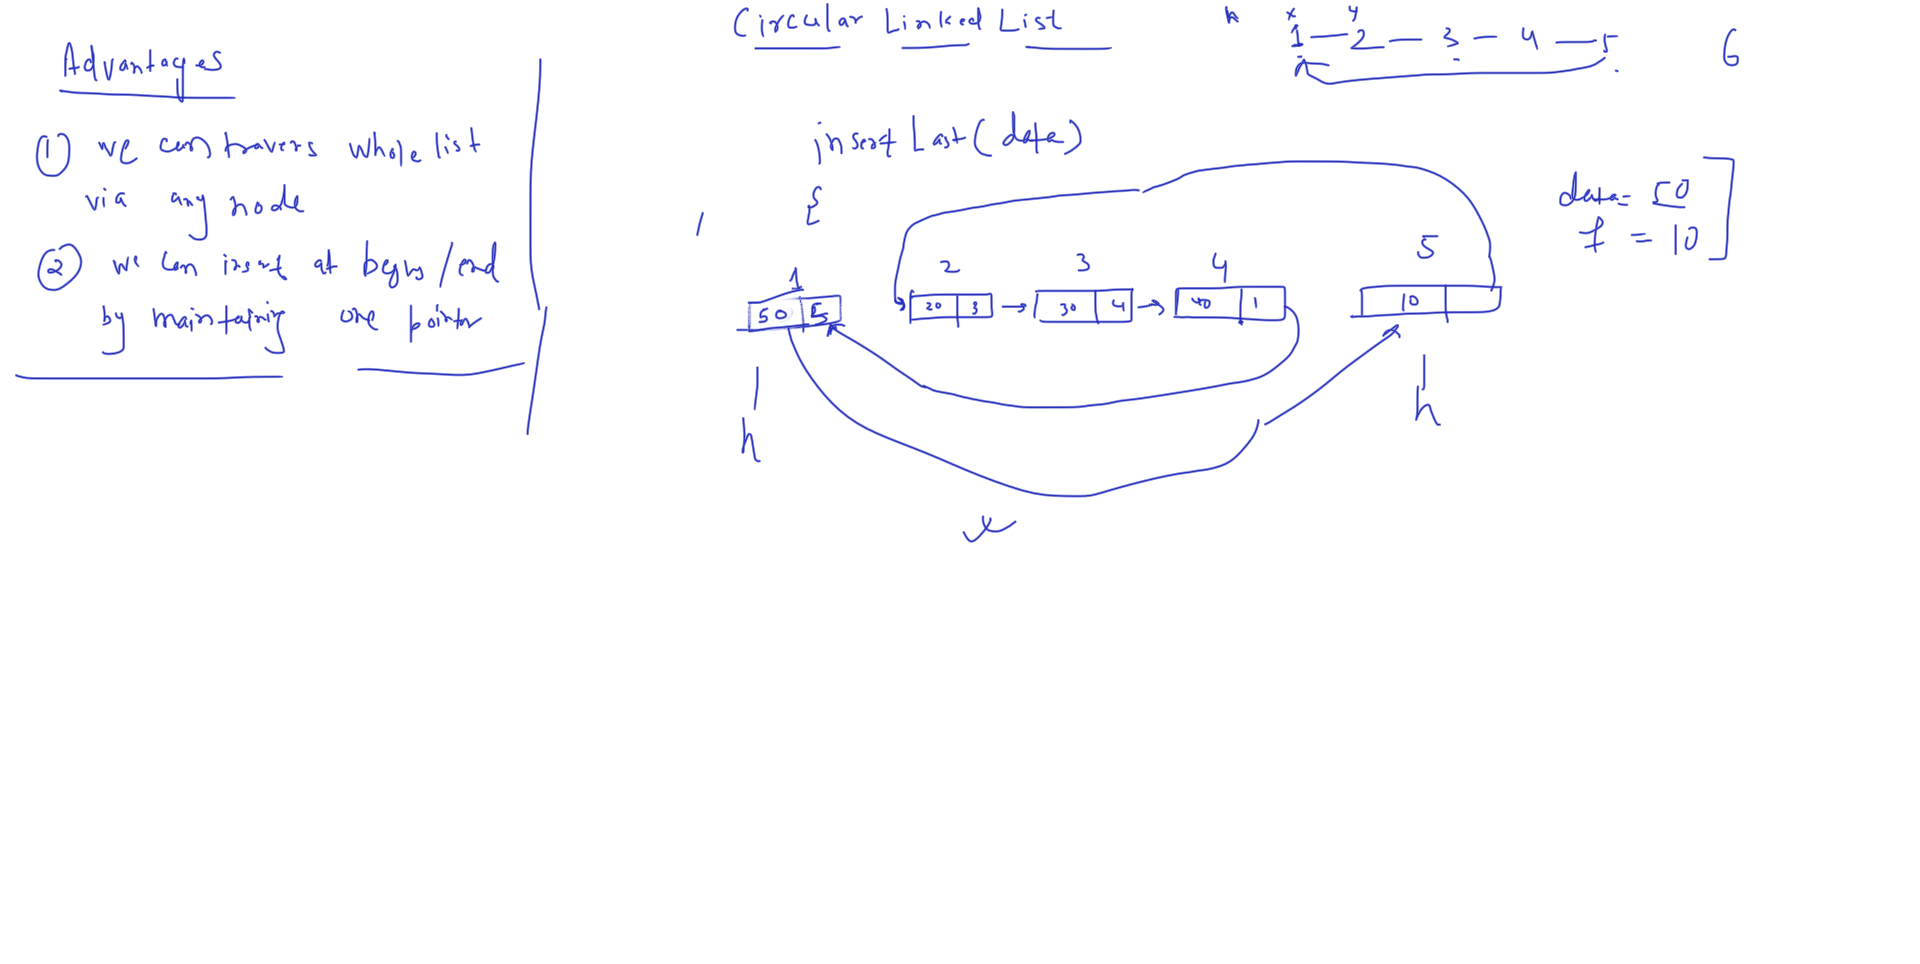 Advantages
① we can travers whole list
via any node
② we can insert at begin/end
by maintaining one pointer
Circular Linked List
h x y
1 — 2 — 3 — 4 — 5 6
insert Last (data)
{
data = 50
t = 10
1 2 3 4 5
50 5 20 3 30 4 40 1 10
h h